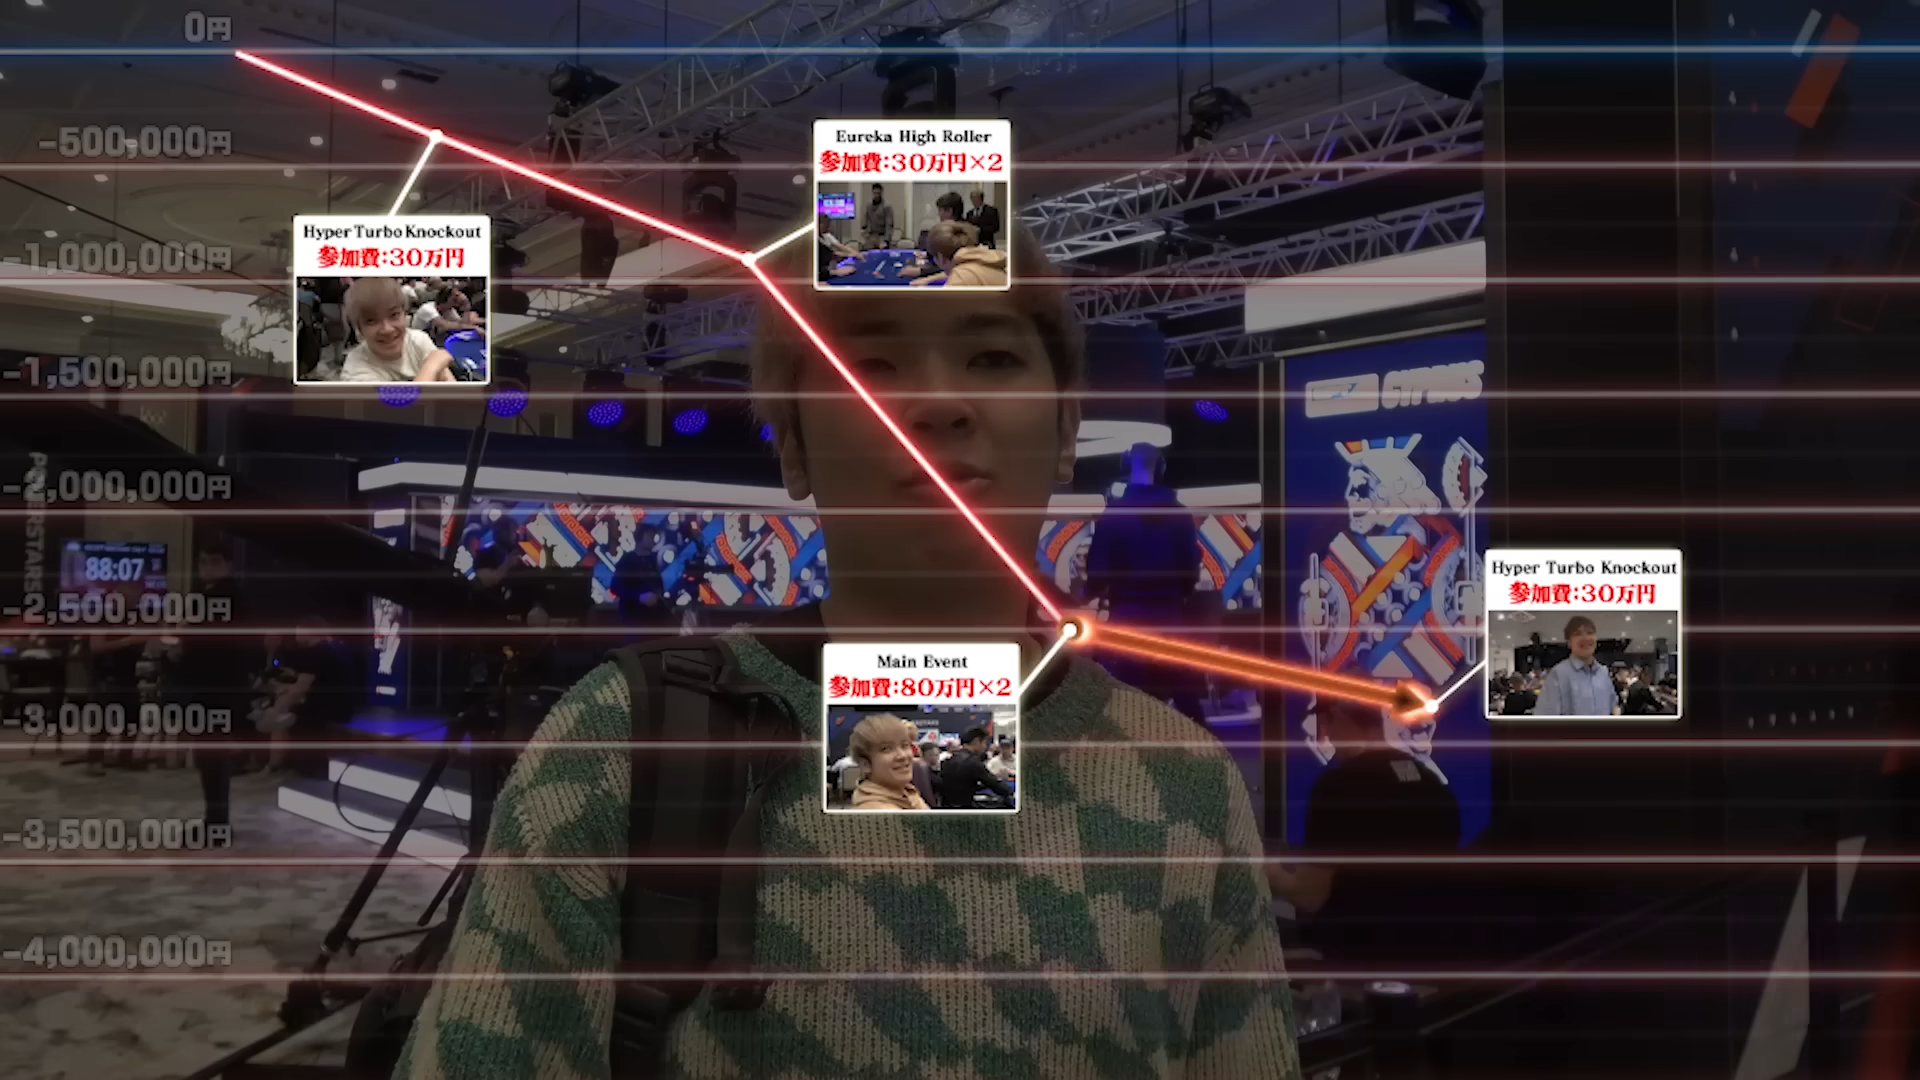 0円
-500,000円
-1,000,000円
-1,500,000円
-2,000,000円
-2,500,000円
-3,000,000円
-3,500,000円
-4,000,000円
Hyper Turbo Knockout
参加費:30万円
Eureka High Roller
参加費:30万円×2
Main Event
参加費:80万円×2
Hyper Turbo Knockout
参加費:30万円
CYPRUS
88:07